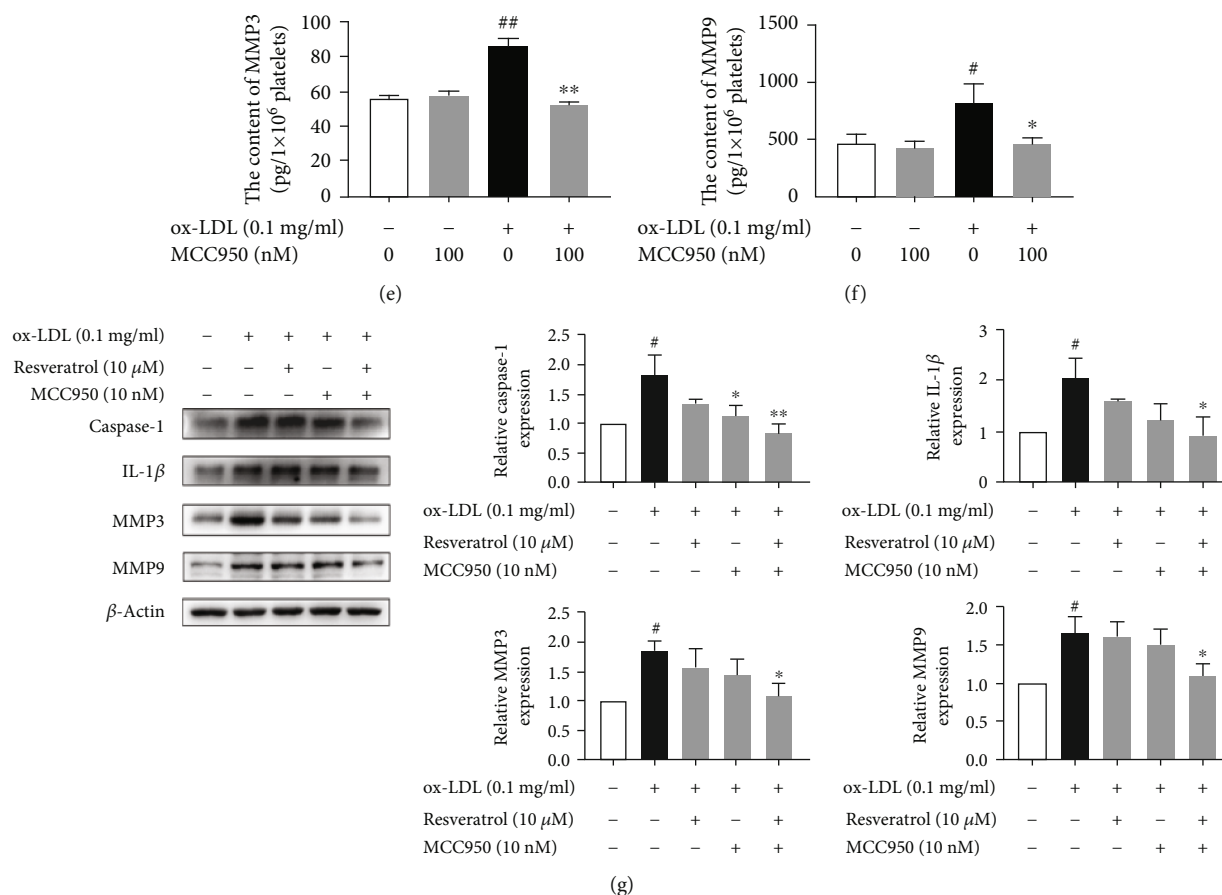 The content of MMP3
(pg/1×10⁶ platelets)
100
80
60
40
20
0
##
**
ox-LDL (0.1 mg/ml) − − + +
MCC950 (nM) 0 100 0 100
(e)
The content of MMP9
(pg/1×10⁶ platelets)
1500
1000
500
0
#
*
− − + +
0 100 0 100
(f)
ox-LDL (0.1 mg/ml) − + + + +
Resveratrol (10 μM) − − + − +
MCC950 (10 nM) − − − + +
Caspase-1
IL-1β
MMP3
MMP9
β-Actin
Relative caspase-1
expression
2.5
2.0
1.5
1.0
0.5
0.0
#
*
**
ox-LDL (0.1 mg/ml) − + + + +
Resveratrol (10 μM) − − + − +
MCC950 (10 nM) − − − + +
Relative IL-1β
expression
3
2
1
0
#
*
ox-LDL (0.1 mg/ml) − + + + +
Resveratrol (10 μM) − − + − +
MCC950 (10 nM) − − − + +
Relative MMP3
expression
2.5
2.0
1.5
1.0
0.5
0.0
#
*
ox-LDL (0.1 mg/ml) − + + + +
Resveratrol (10 μM) − − + − +
MCC950 (10 nM) − − − + +
Relative MMP9
expression
2.0
1.5
1.0
0.5
0.0
#
*
ox-LDL (0.1 mg/ml) − + + + +
Resveratrol (10 μM) − − + − +
MCC950 (10 nM) − − − + +
(g)